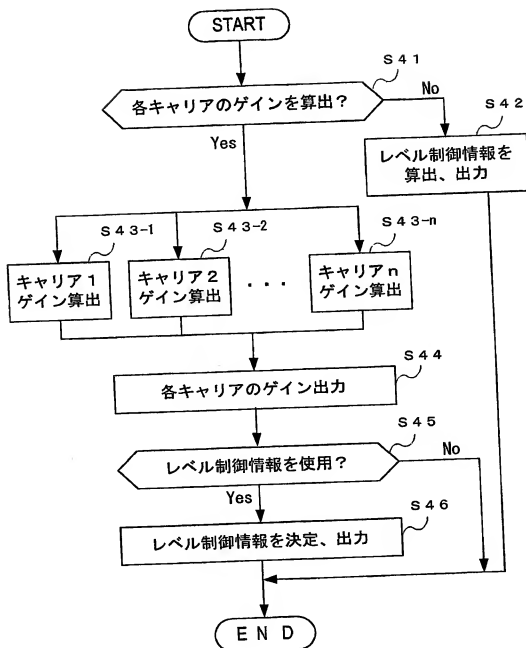 START
S41
各キャリアのゲインを算出？
No
S42
Yes
レベル制御情報を
算出、出力
S43-1
S43-2
S43-n
キャリア1
ゲイン算出
キャリア2
ゲイン算出
・・・
キャリアn
ゲイン算出
S44
各キャリアのゲイン出力
S45
レベル制御情報を使用？
No
Yes
S46
レベル制御情報を決定、出力
END